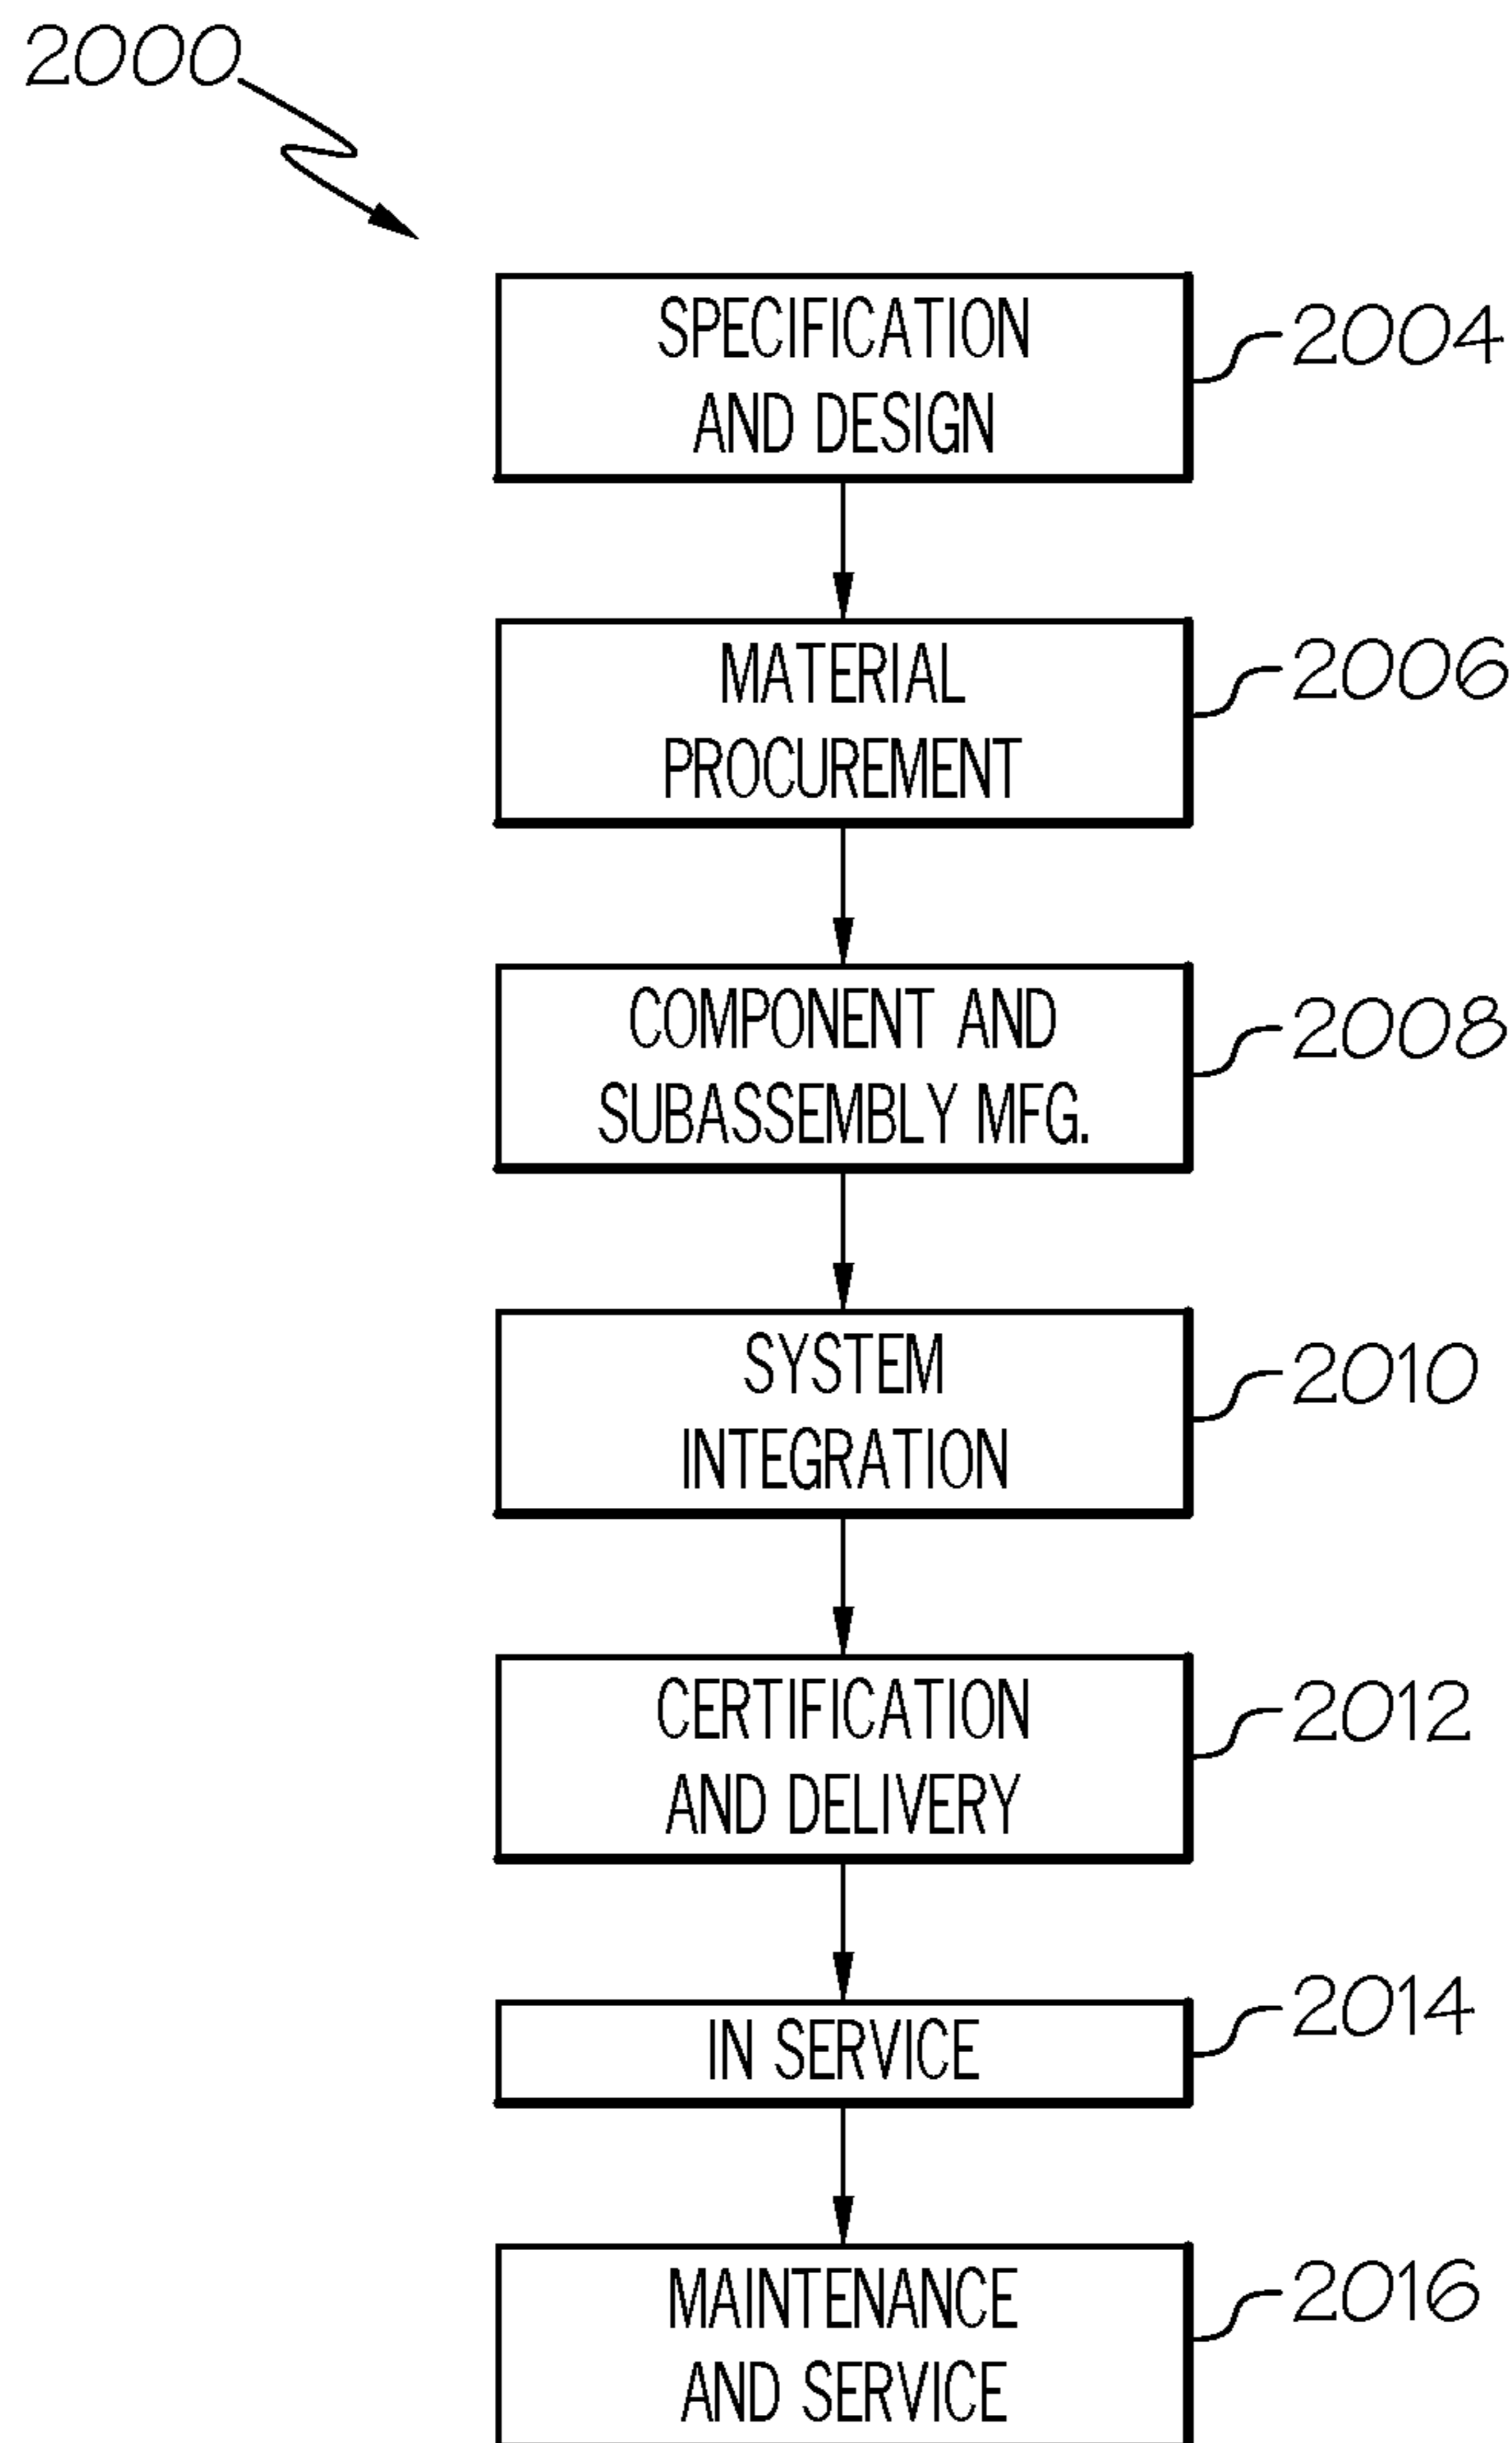 2000
SPECIFICATION
AND DESIGN
2004
MATERIAL
PROCUREMENT
2006
COMPONENT AND
SUBASSEMBLY MFG.
2008
SYSTEM
INTEGRATION
2010
CERTIFICATION
AND DELIVERY
2012
IN SERVICE
2014
MAINTENANCE
AND SERVICE
2016